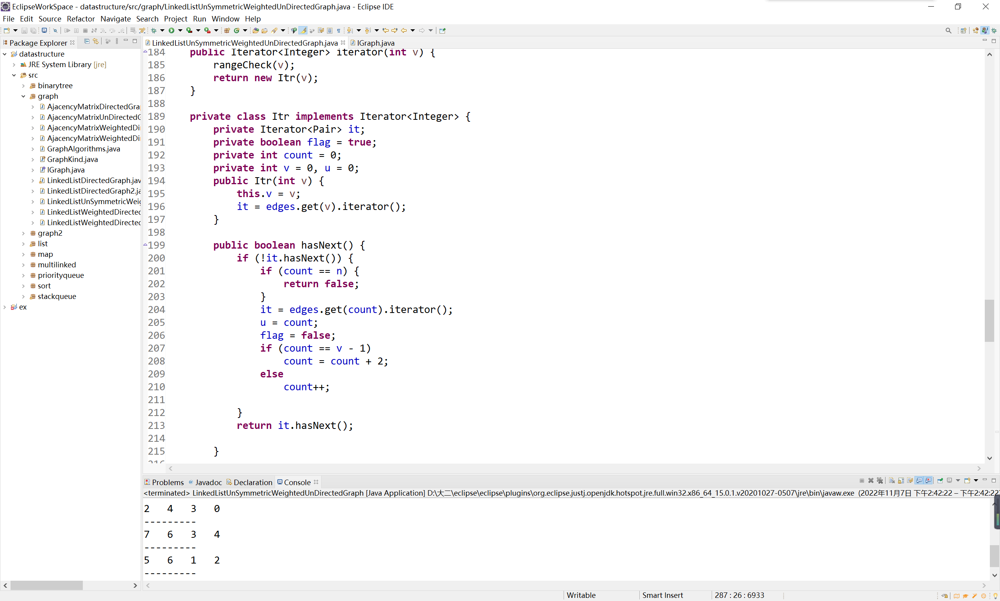 EclipseWorkSpace - datastructure/src/graph/LinkedListUnSymmetricWeightedUnDirectedGraph.java - Eclipse IDE
File Edit Source Refactor Navigate Search Project Run Window Help
Package Explorer
LinkedListUnSymmetricWeightedUnDirectedGraph.java
IGraph.java
datastructure
JRE System Library [jre]
src
binarytree
graph
AjacencyMatrixDirectedGra
AjacencyMatrixUnDirectedG
AjacencyMatrixWeightedDi
AjacencyMatrixWeightedDi
GraphAlgorithms.java
GraphKind.java
IGraph.java
LinkedListDirectedGraph.jav
LinkedListDirectedGraph2.ja
LinkedListUnSymmetricWei
LinkedListWeightedDirected
LinkedListWeightedDirected
graph2
list
map
multilinked
priorityqueue
sort
stackqueue
ex
184 public Iterator<Integer> iterator(int v) {
185 rangeCheck(v);
186 return new Itr(v);
187 }
188
189 private class Itr implements Iterator<Integer> {
190 private Iterator<Pair> it;
191 private boolean flag = true;
192 private int count = 0;
193 private int v = 0, u = 0;
194 public Itr(int v) {
195 this.v = v;
196 it = edges.get(v).iterator();
197 }
198
199 public boolean hasNext() {
200 if (!it.hasNext()) {
201 if (count == n) {
202 return false;
203 }
204 it = edges.get(count).iterator();
205 u = count;
206 flag = false;
207 if (count == v - 1)
208 count = count + 2;
209 else
210 count++;
211
212 }
213 return it.hasNext();
214
215 }
216
Problems Javadoc Declaration Console
<terminated> LinkedListUnSymmetricWeightedUnDirectedGraph [Java Application] D:\大二\eclipse\eclipse\plugins\org.eclipse.justj.openjdk.hotspot.jre.full.win32.x86_64_15.0.1.v20201027-0507\jre\bin\javaw.exe (2022年11月7日 下午2:42:22 – 下午2:42:22
2 4 3 0
---------
7 6 3 4
---------
5 6 1 2
---------
Writable Smart Insert 287 : 26 : 6933